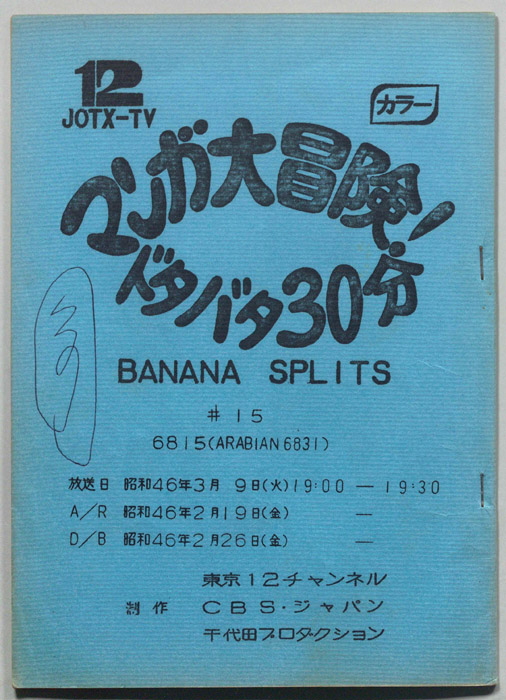 12
JOTX-TV
カラー
マンガ大冒険!
ドタバタ30分
BANANA SPLITS
# 15
6815(ARABIAN6831)
放送日 昭和46年3月 9日(火)19:00 — 19:30
A/R 昭和46年2月19日(金) —
D/B 昭和46年2月26日(金) —
東京12チャンネル
制作 CBS・ジャパン
千代田プロダクション